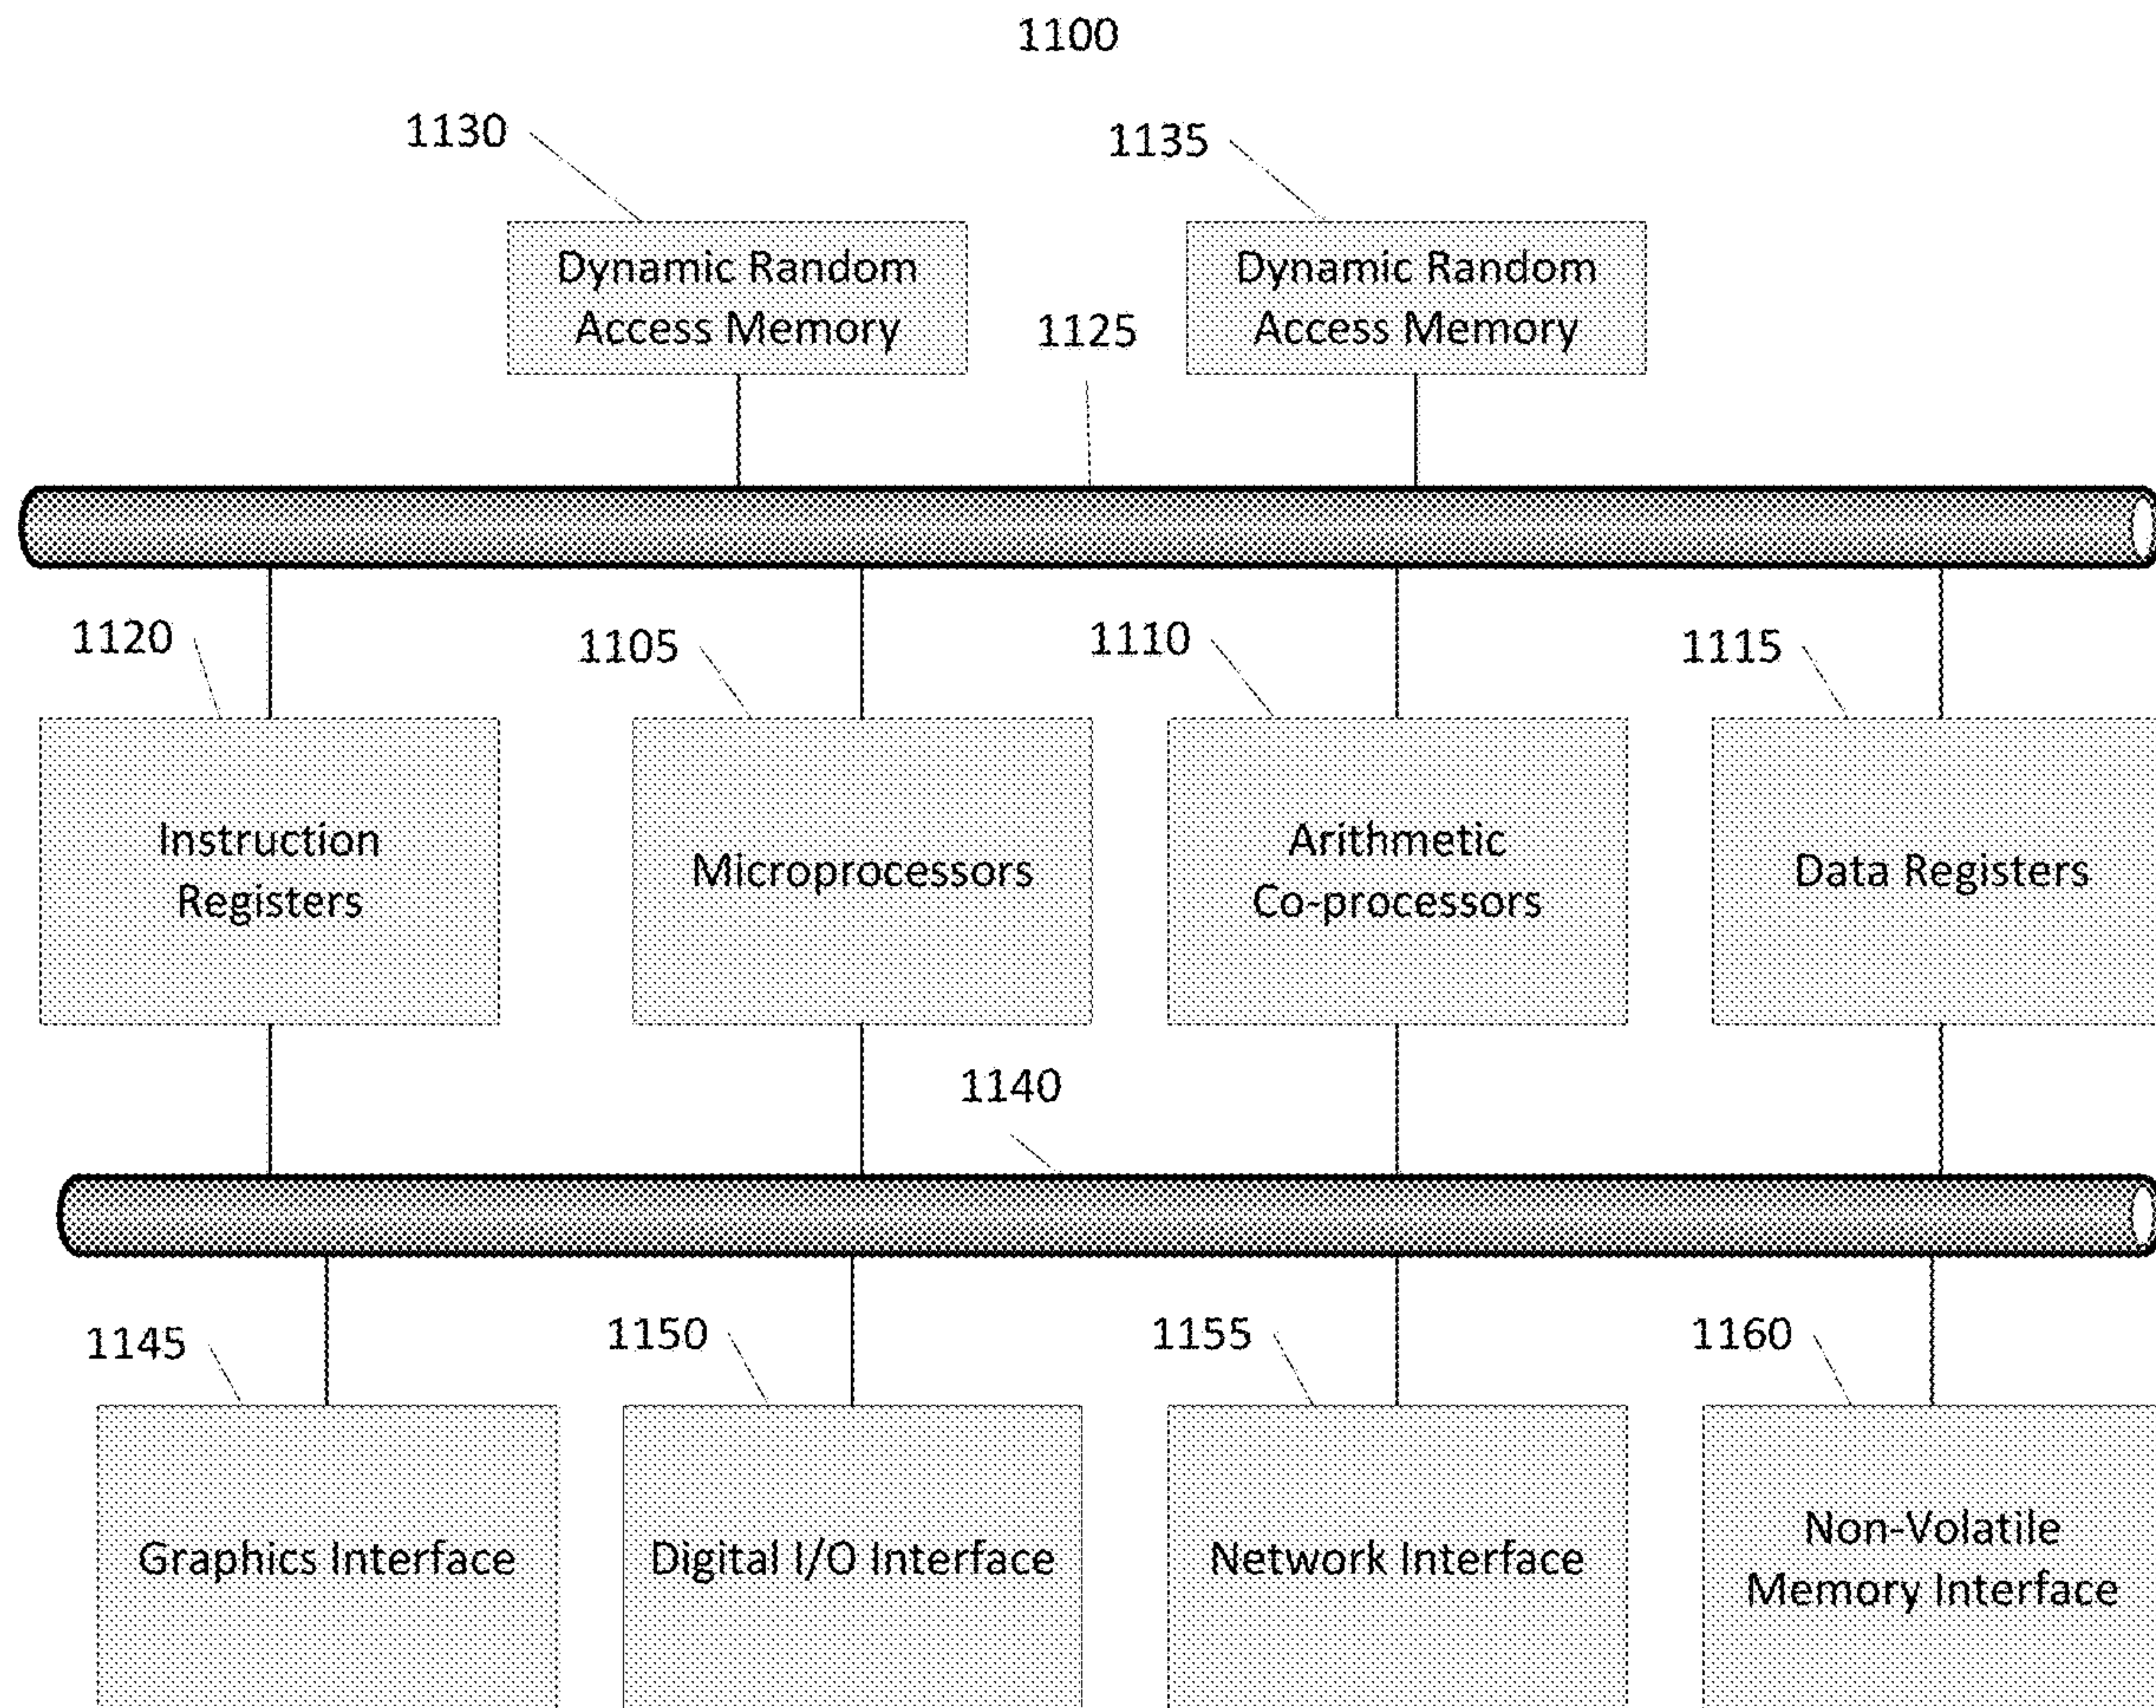 1100
1130
1135
Dynamic Random
Access Memory
1125
Dynamic Random
Access Memory
1120
1105
1110
1115
Instruction
Registers
Microprocessors
Arithmetic
Co-processors
Data Registers
1140
1145
1150
1155
1160
Graphics Interface
Digital I/O Interface
Network Interface
Non-Volatile
Memory Interface